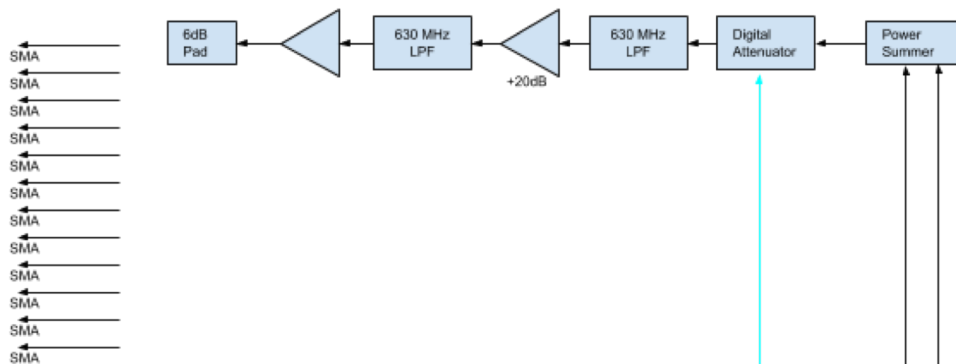 6dB
Pad
630 MHz
LPF
+20dB
630 MHz
LPF
Digital
Attenuator
Power
Summer
SMA
SMA
SMA
SMA
SMA
SMA
SMA
SMA
SMA
SMA
SMA
SMA